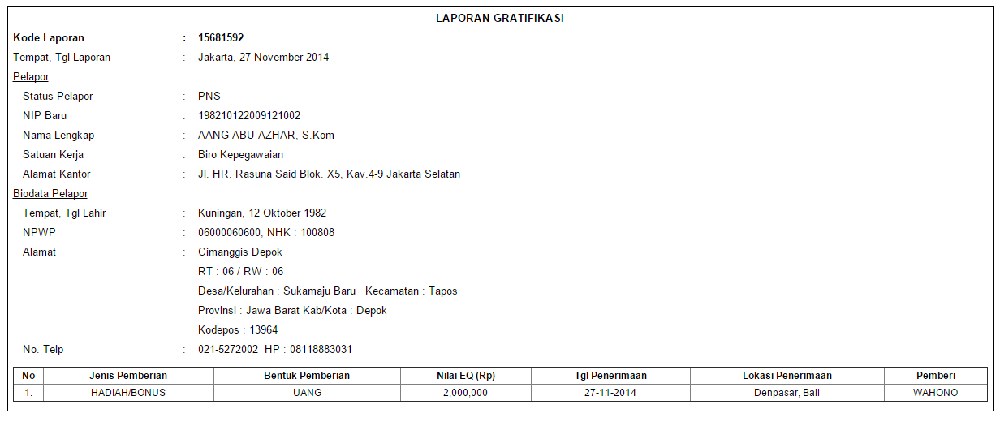 LAPORAN GRATIFIKASI
Kode Laporan : 15681592
Tempat, Tgl Laporan : Jakarta, 27 November 2014
Pelapor
Status Pelapor : PNS
NIP Baru : 198210122009121002
Nama Lengkap : AANG ABU AZHAR, S.Kom
Satuan Kerja : Biro Kepegawaian
Alamat Kantor : Jl. HR. Rasuna Said Blok. X5, Kav.4-9 Jakarta Selatan
Biodata Pelapor
Tempat, Tgl Lahir : Kuningan, 12 Oktober 1982
NPWP : 06000060600, NHK : 100808
Alamat : Cimanggis Depok
RT : 06 / RW : 06
Desa/Kelurahan : Sukamaju Baru Kecamatan : Tapos
Provinsi : Jawa Barat Kab/Kota : Depok
Kodepos : 13964
No. Telp : 021-5272002 HP : 08118883031
No Jenis Pemberian Bentuk Pemberian Nilai EQ (Rp) Tgl Penerimaan Lokasi Penerimaan Pemberi
1. HADIAH/BONUS UANG 2,000,000 27-11-2014 Denpasar, Bali WAHONO